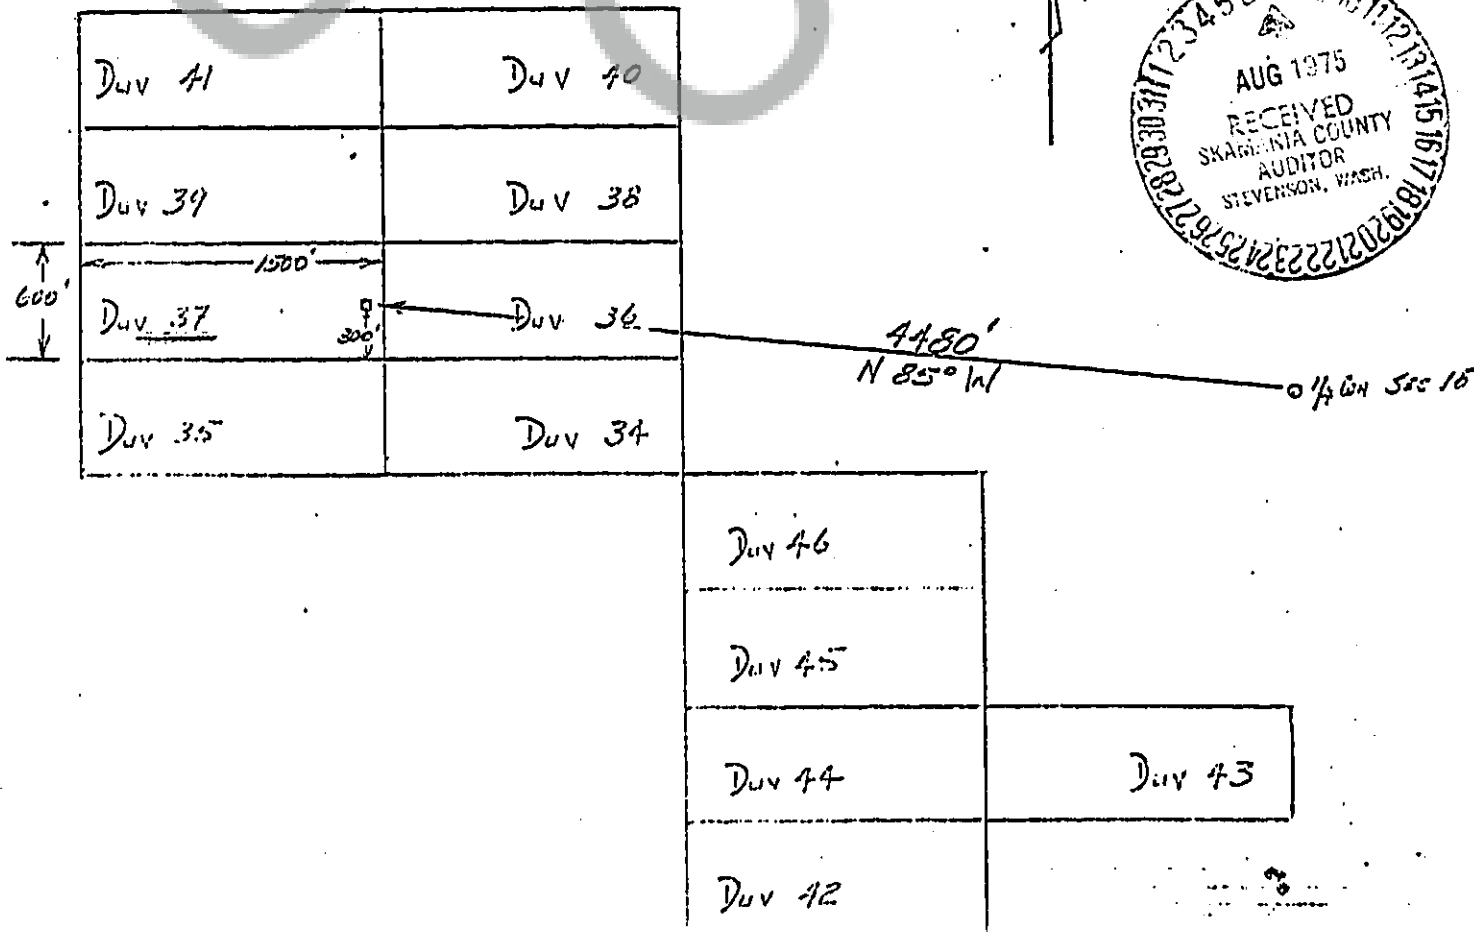 Duv 41
Duv 40
AUG 1975
RECEIVED
SKAMANIA COUNTY
AUDITOR
STEVENSON, WASH.
Duv 39
Duv 38
1500'
600'
Duv 37
300'
Duv 36
4480'
N 85° W
1/4 Cor Sec 15
Duv 35
Duv 34
Duv 46
Duv 45
Duv 44
Duv 43
Duv 42